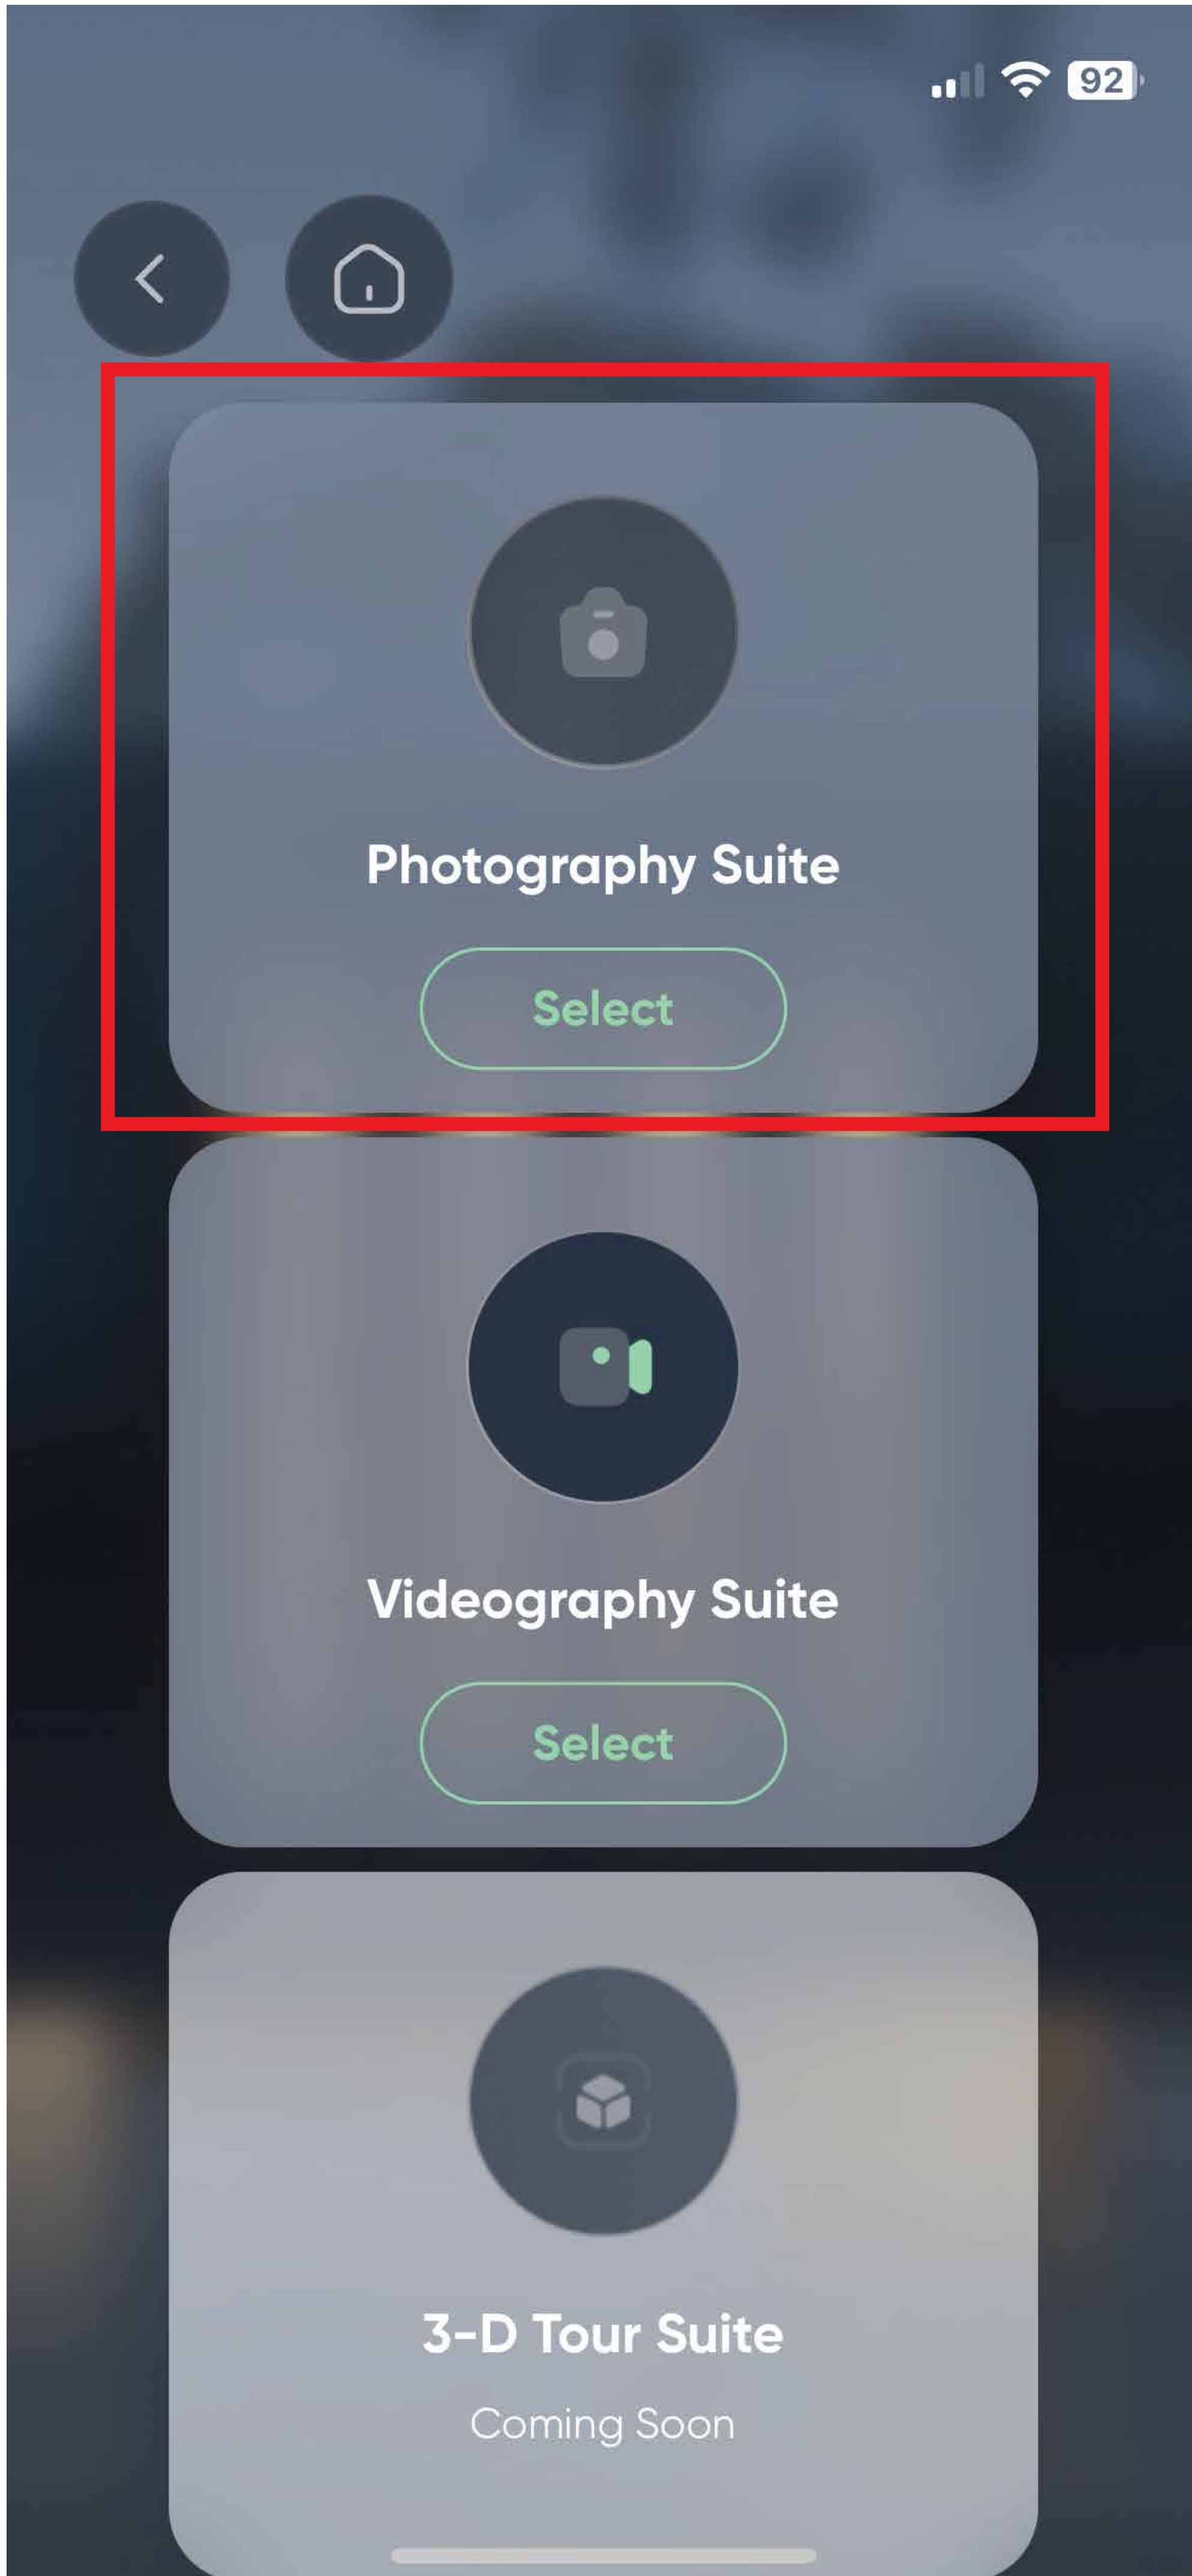 92
Photography Suite
Select
Videography Suite
Select
3-D Tour Suite
Coming Soon